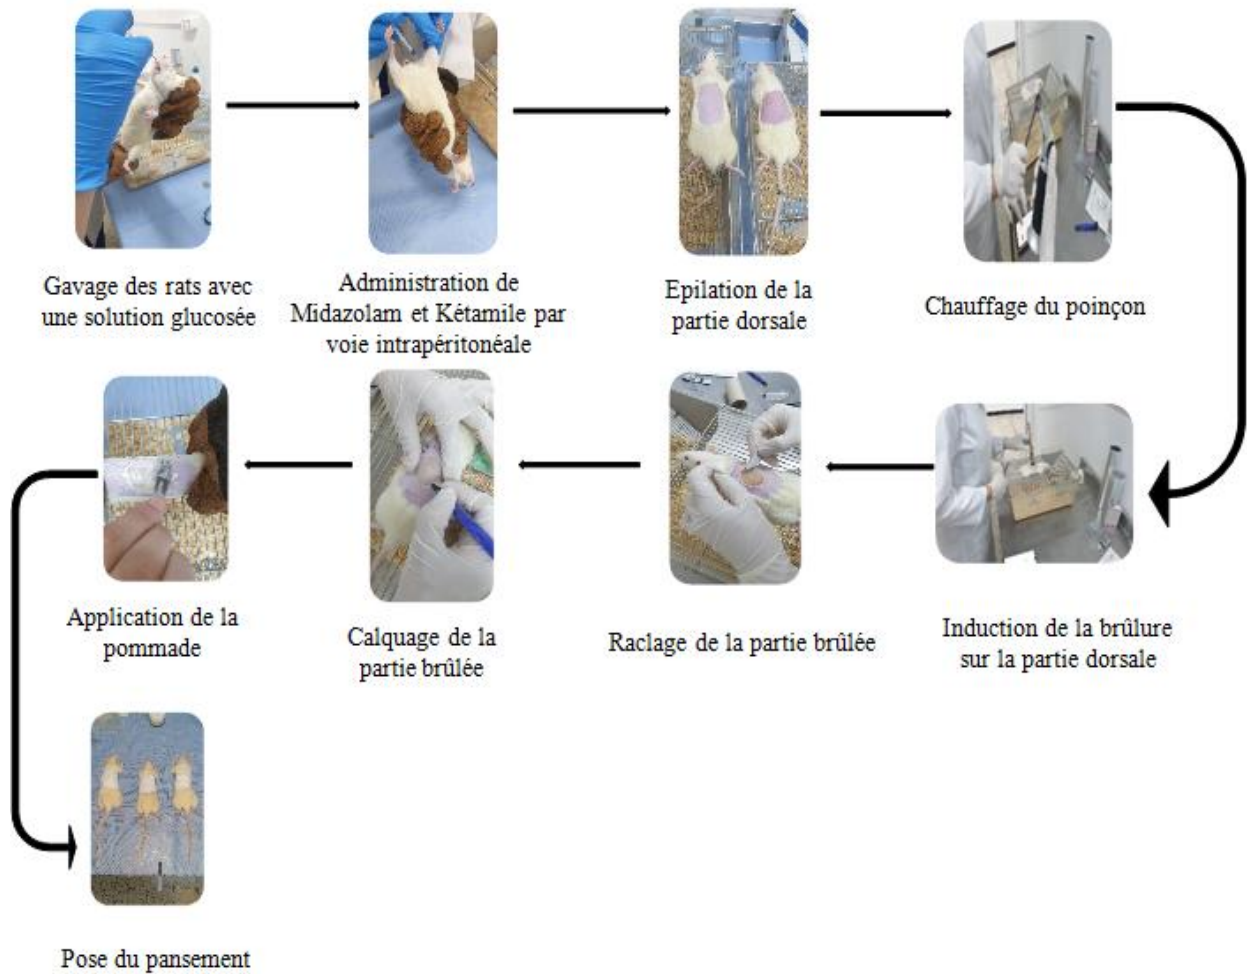 Gavage des rats avec
une solution glucosée
Administration de
Midazolam et Kétamile par
voie intrapéritonéale
Epilation de la
partie dorsale
Chauffage du poinçon
Induction de la brûlure
sur la partie dorsale
Raclage de la partie brûlée
Calquage de la
partie brûlée
Application de la
pommade
Pose du pansement